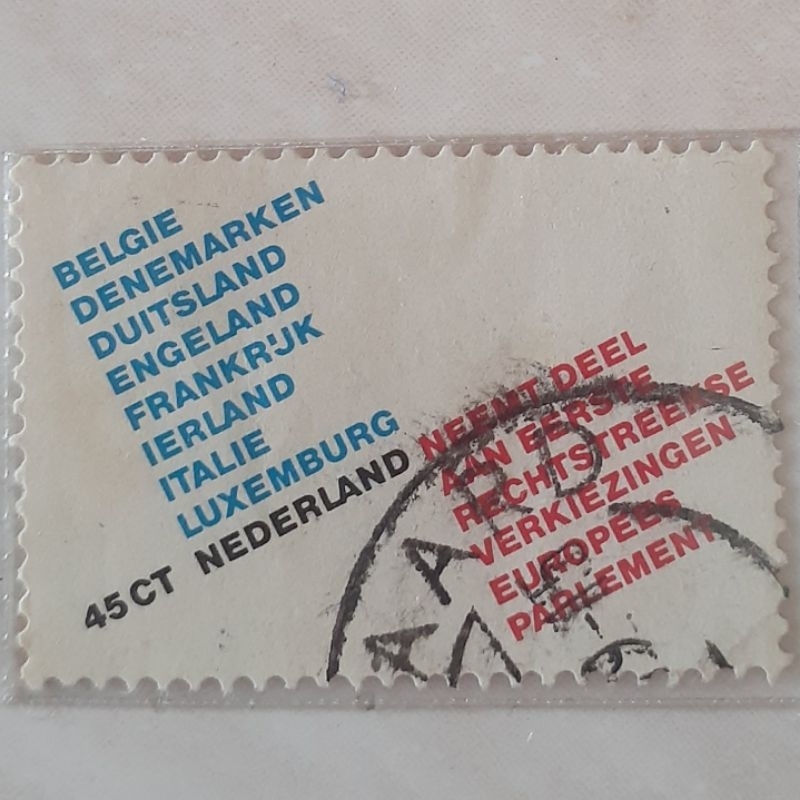 BELGIE
DENEMARKEN
DUITSLAND
ENGELAND
FRANKRIJK
IERLAND
ITALIE
LUXEMBURG
45CT NEDERLAND NEEMT DEEL
AAN EERSTE
RECHTSTREEKSE
VERKIEZINGEN
EUROPEES
PARLEMENT